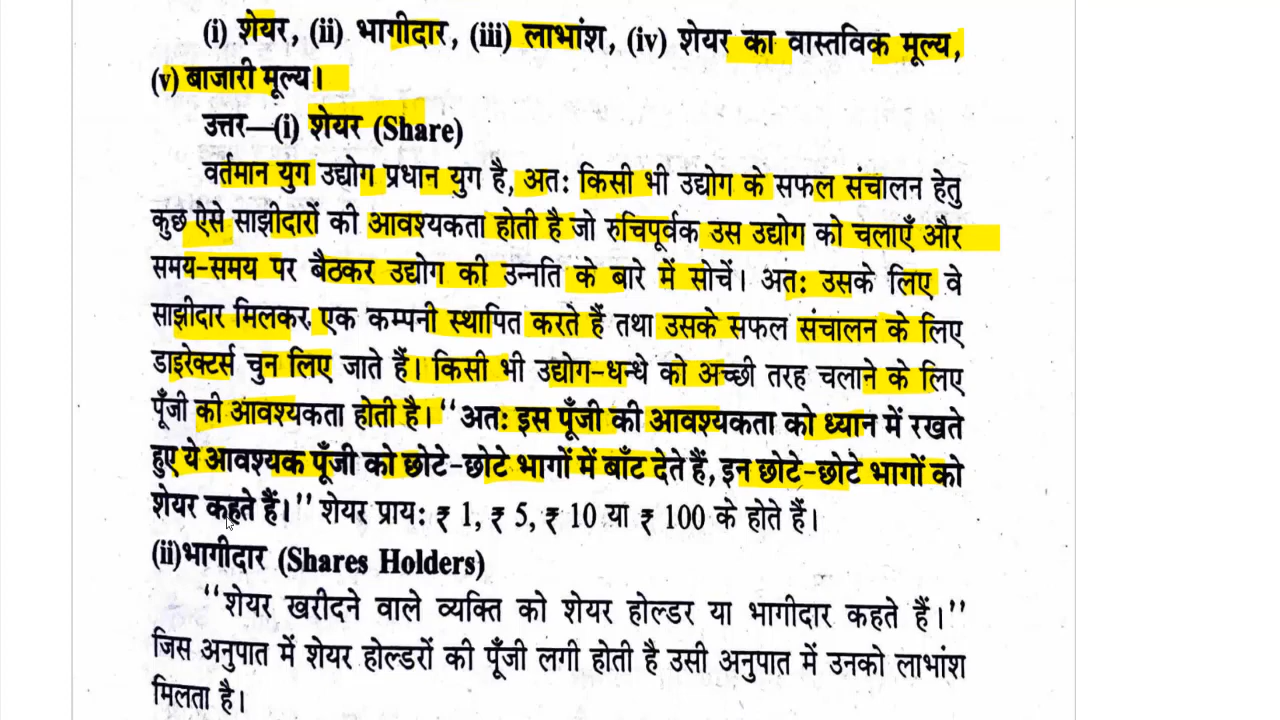 (i) शेयर, (ii) भागीदार, (iii) लाभांश, (iv) शेयर का वास्तविक मूल्य,
(v) बाजारी मूल्य।
उत्तर—(i) शेयर (Share)
वर्तमान युग उद्योग प्रधान युग है, अतः किसी भी उद्योग के सफल संचालन हेतु
कुछ ऐसे साझीदारों की आवश्यकता होती है जो रुचिपूर्वक उस उद्योग को चलाएँ और
समय-समय पर बैठकर उद्योग की उन्नति के बारे में सोचें। अतः उसके लिए वे
साझीदार मिलकर एक कम्पनी स्थापित करते हैं तथा उसके सफल संचालन के लिए
डाइरेक्टर्स चुन लिए जाते हैं। किसी भी उद्योग-धन्धे को अच्छी तरह चलाने के लिए
पूँजी की आवश्यकता होती है। “अतः इस पूँजी की आवश्यकता को ध्यान में रखते
हुए ये आवश्यक पूँजी को छोटे-छोटे भागों में बाँट देते हैं, इन छोटे-छोटे भागों को
शेयर कहते हैं।” शेयर प्रायः ₹ 1, ₹ 5, ₹ 10 या ₹ 100 के होते हैं।
(ii) भागीदार (Shares Holders)
“शेयर खरीदने वाले व्यक्ति को शेयर होल्डर या भागीदार कहते हैं।”
जिस अनुपात में शेयर होल्डरों की पूँजी लगी होती है उसी अनुपात में उनको लाभांश
मिलता है।